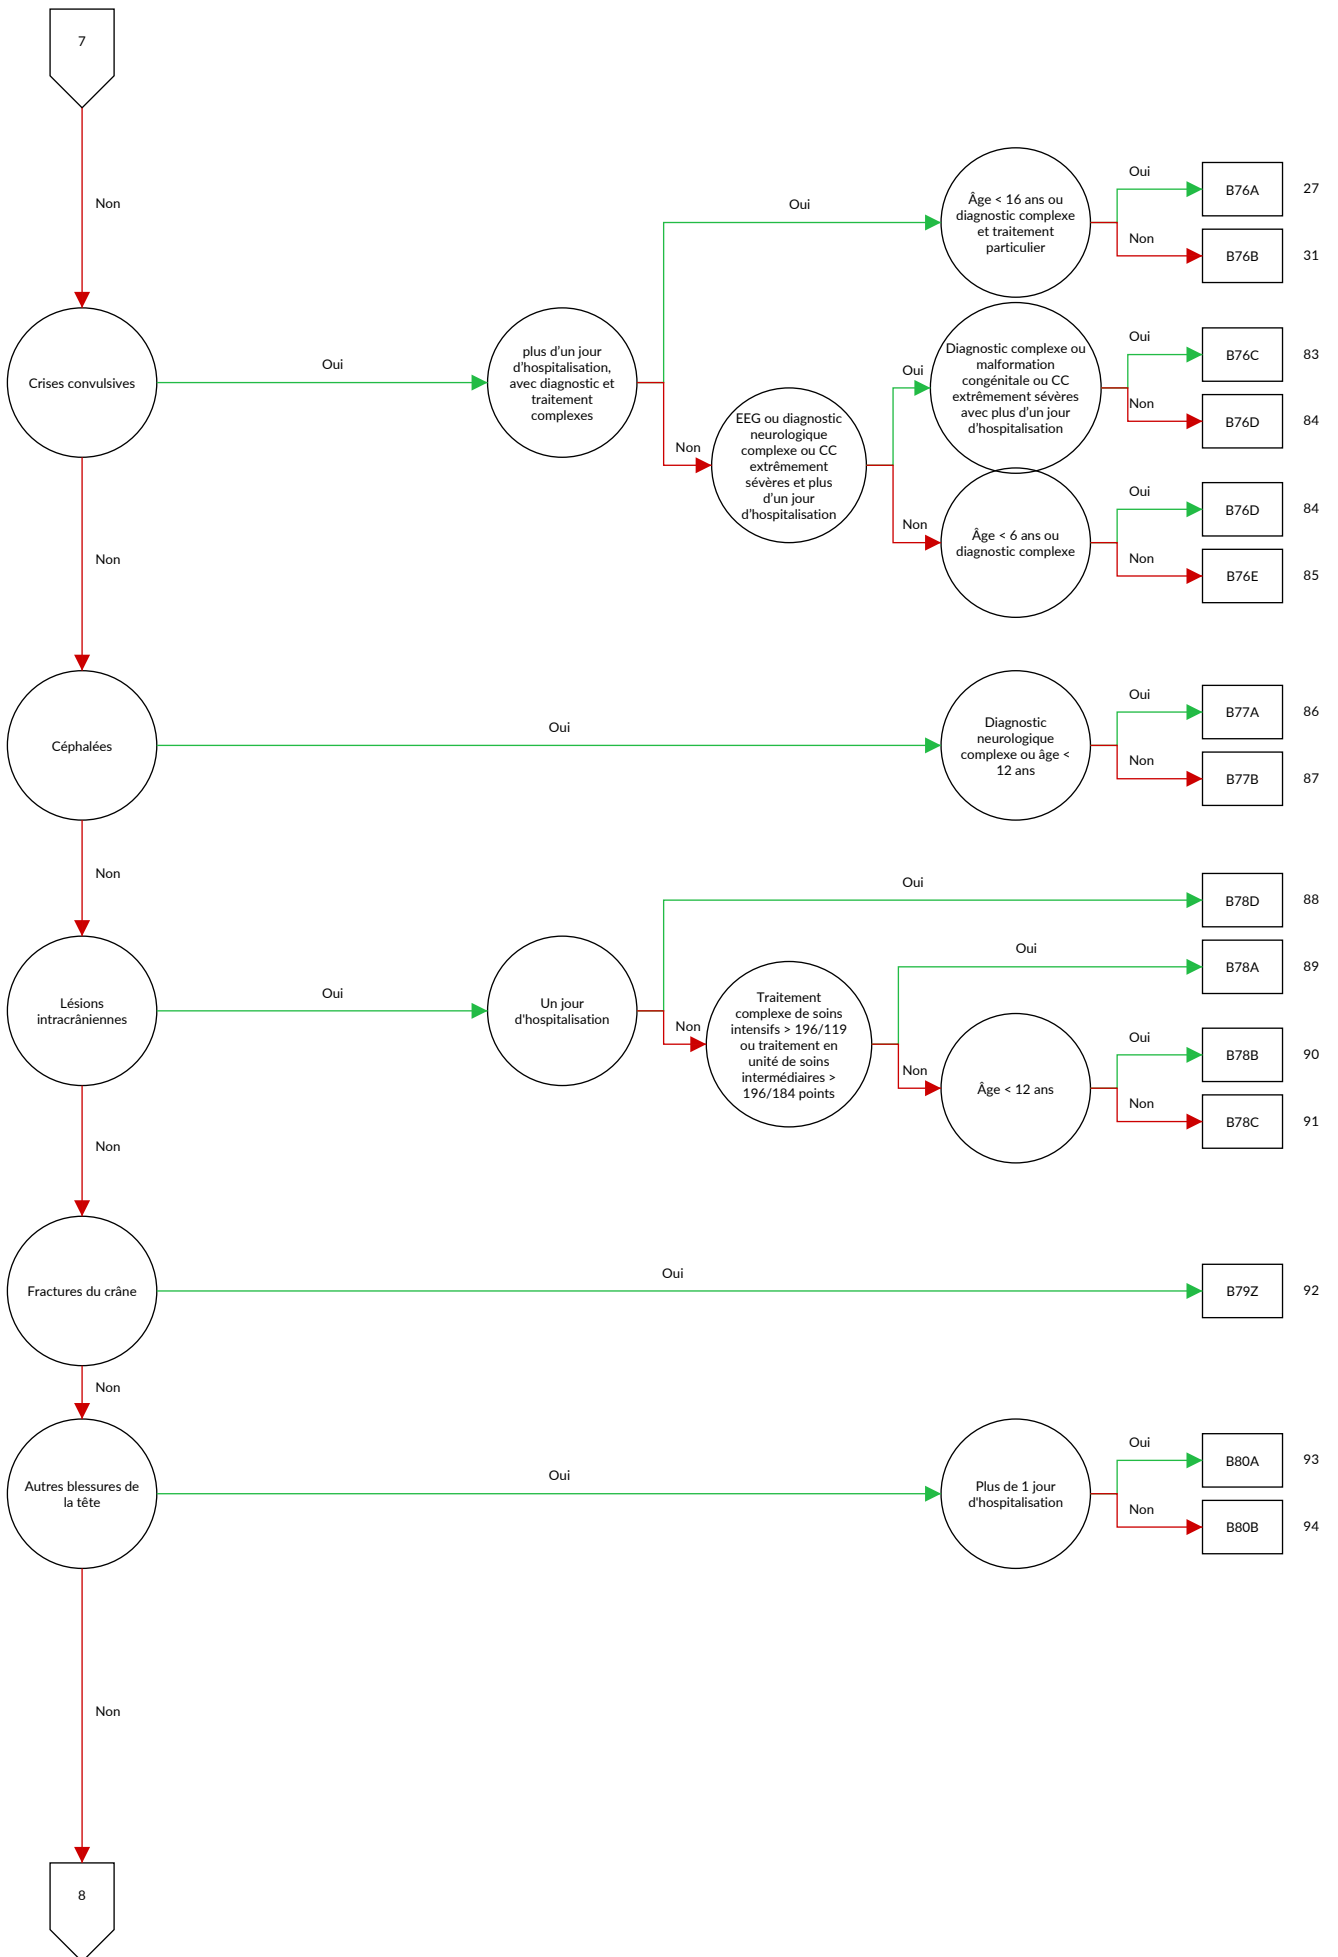 7
Non
Crises convulsives
Oui
plus d'un jour
d'hospitalisation,
avec diagnostic et
traitement
complexes
Oui
Âge < 16 ans ou
diagnostic complexe
et traitement
particulier
Oui
B76A
27
Non
B76B
31
Non
EEG ou diagnostic
neurologique
complexe ou CC
extrêmement
sévères et plus
d'un jour
d'hospitalisation
Oui
Diagnostic complexe ou
malformation
congénitale ou CC
extrêmement sévères
avec plus d'un jour
d'hospitalisation
Oui
B76C
83
Non
B76D
84
Non
Âge < 6 ans ou
diagnostic complexe
Oui
B76D
84
Non
B76E
85
Non
Céphalées
Oui
Diagnostic
neurologique
complexe ou âge <
12 ans
Oui
B77A
86
Non
B77B
87
Non
Lésions
intracrâniennes
Oui
Un jour
d'hospitalisation
Oui
B78D
88
Non
Traitement
complexe de soins
intensifs > 196/119
ou traitement en
unité de soins
intermédiaires >
196/184 points
Oui
B78A
89
Non
Âge < 12 ans
Oui
B78B
90
Non
B78C
91
Non
Fractures du crâne
Oui
B79Z
92
Non
Autres blessures de
la tête
Oui
Plus de 1 jour
d'hospitalisation
Oui
B80A
93
Non
B80B
94
Non
8